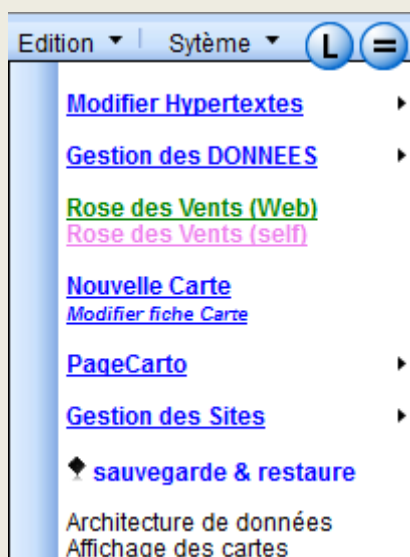 Edition Sytème L =
Modifier Hypertextes
Gestion des DONNEES
Rose des Vents (Web)
Rose des Vents (self)
Nouvelle Carte
Modifier fiche Carte
PageCarto
Gestion des Sites
sauvegarde & restaure
Architecture de données
Affichage des cartes